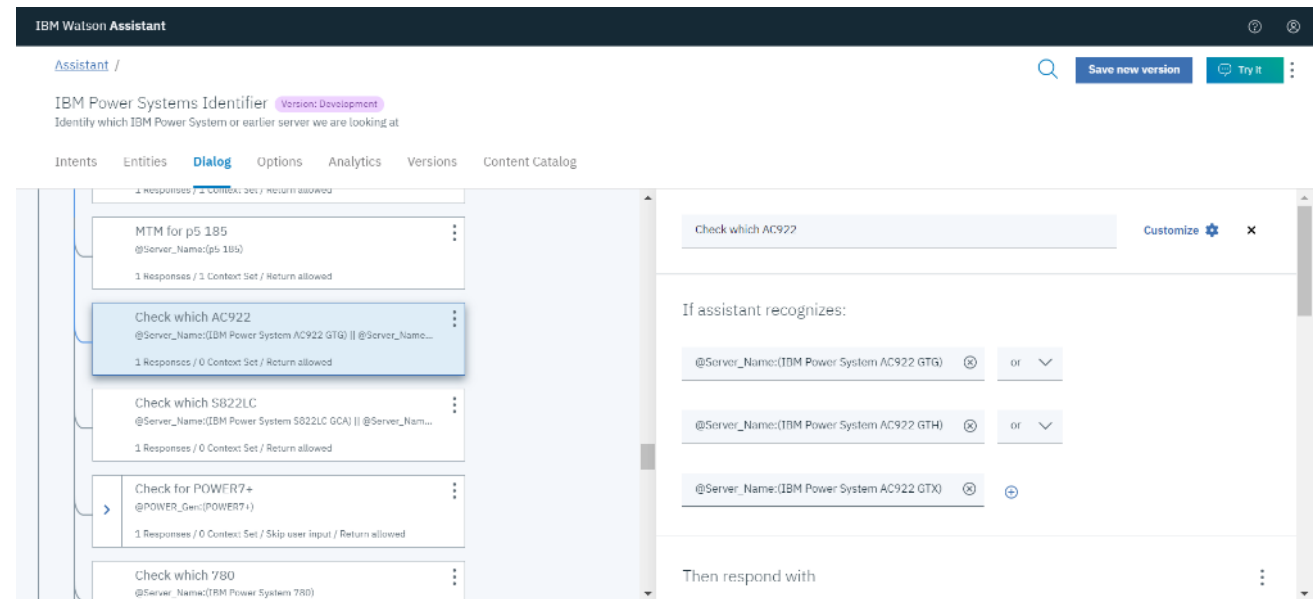 IBM Watson Assistant
Assistant /
Save new version
Try It
IBM Power Systems Identifier Version: Development
Identify which IBM Power System or earlier server we are looking at
Intents Entities Dialog Options Analytics Versions Content Catalog
1 Responses / 1 Context Set / Return allowed
MTM for p5 185
@Server_Name:(p5 185)
1 Responses / 1 Context Set / Return allowed
Check which AC922
@Server_Name:(IBM Power System AC922 GTG) || @Server_Name...
1 Responses / 0 Context Set / Return allowed
Check which S822LC
@Server_Name:(IBM Power System S822LC GCA) || @Server_Nam...
1 Responses / 0 Context Set / Return allowed
Check for POWER7+
@POWER_Gen:(POWER7+)
1 Responses / 0 Context Set / Skip user input / Return allowed
Check which 780
@Server_Name:(IBM Power System 780)
Check which AC922
Customize
If assistant recognizes:
@Server_Name:(IBM Power System AC922 GTG) or
@Server_Name:(IBM Power System AC922 GTH) or
@Server_Name:(IBM Power System AC922 GTX)
Then respond with